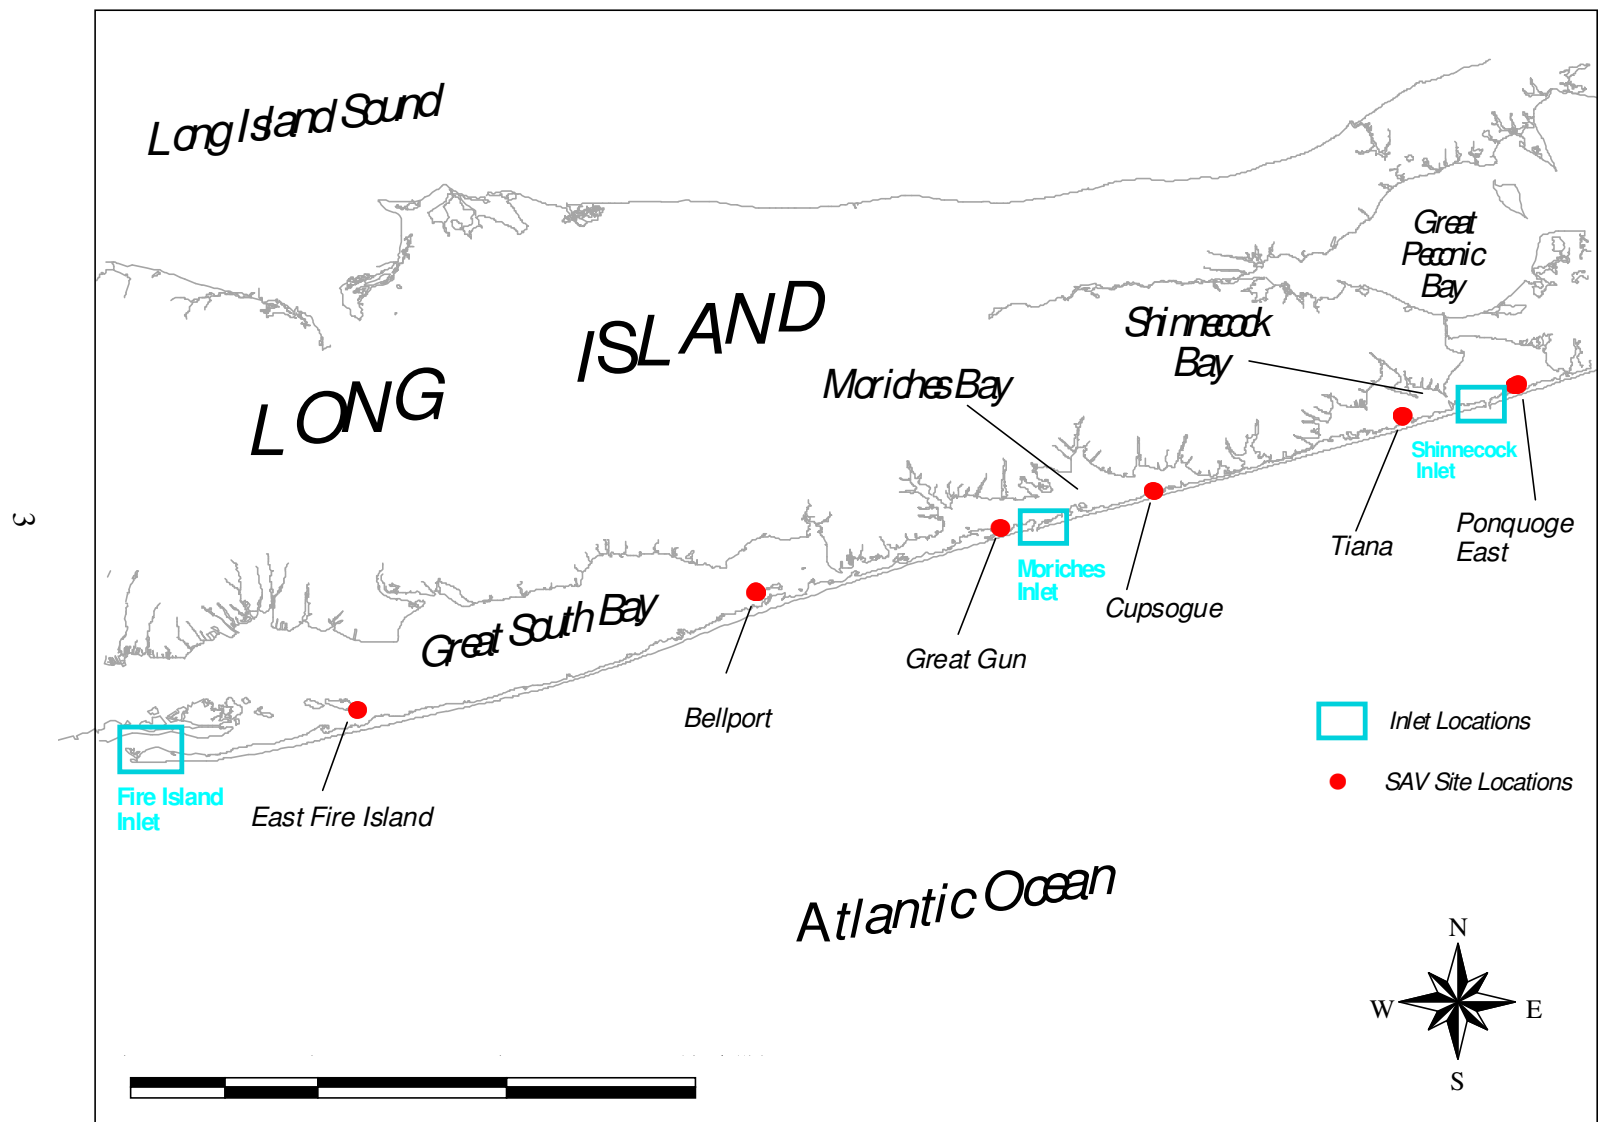 Long Island Sound
Great
Peconic
Bay
LONG ISLAND
Shinnecock
Bay
Moriches Bay
Shinnecock
Inlet
3
Ponquoge
East
Tiana
Moriches
Inlet
Cupsogue
Great South Bay
Great Gun
Bellport
Inlet Locations
SAV Site Locations
Fire Island
Inlet
East Fire Island
Atlantic Ocean
N
W
E
S